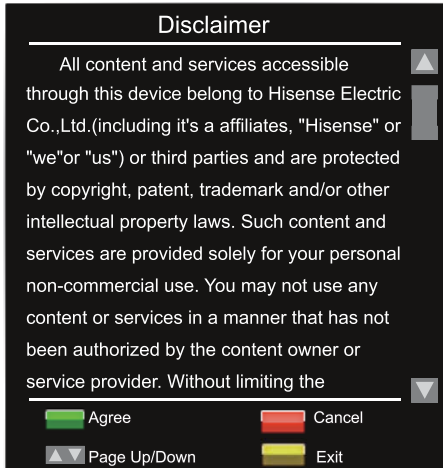 Disclaimer
All content and services accessible
through this device belong to Hisense Electric
Co.,Ltd.(including it's a affiliates, "Hisense" or
"we"or "us") or third parties and are protected
by copyright, patent, trademark and/or other
intellectual property laws. Such content and
services are provided solely for your personal
non-commercial use. You may not use any
content or services in a manner that has not
been authorized by the content owner or
service provider. Without limiting the
Agree Cancel
Page Up/Down Exit